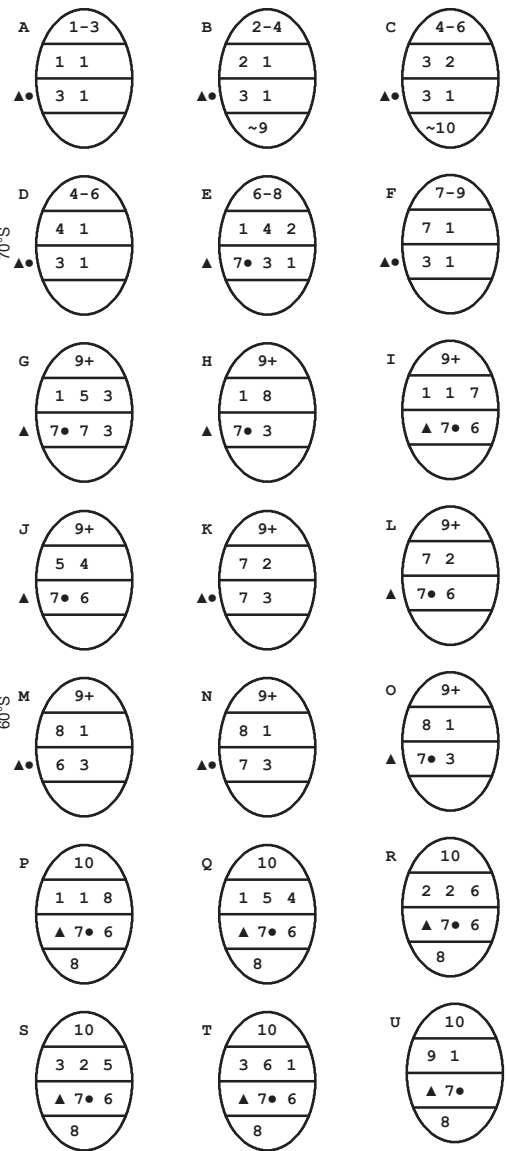 A 1-3
1 1
▲● 3 1
B 2-4
2 1
▲● 3 1
~9
C 4-6
3 2
▲● 3 1
~10
70°S
D 4-6
4 1
▲● 3 1
E 6-8
1 4 2
▲ 7● 3 1
F 7-9
7 1
▲● 3 1
G 9+
1 5 3
▲ 7● 7 3
H 9+
1 8
▲ 7● 3
I 9+
1 1 7
▲ 7● 6
J 9+
5 4
▲ 7● 6
K 9+
7 2
▲● 7 3
L 9+
7 2
▲ 7● 6
60°S
M 9+
8 1
▲● 6 3
N 9+
8 1
▲● 7 3
O 9+
8 1
▲ 7● 3
P 10
1 1 8
▲ 7● 6
8
Q 10
1 5 4
▲ 7● 6
8
R 10
2 2 6
▲ 7● 6
8
S 10
3 2 5
▲ 7● 6
8
T 10
3 6 1
▲ 7● 6
8
U 10
9 1
▲ 7●
8